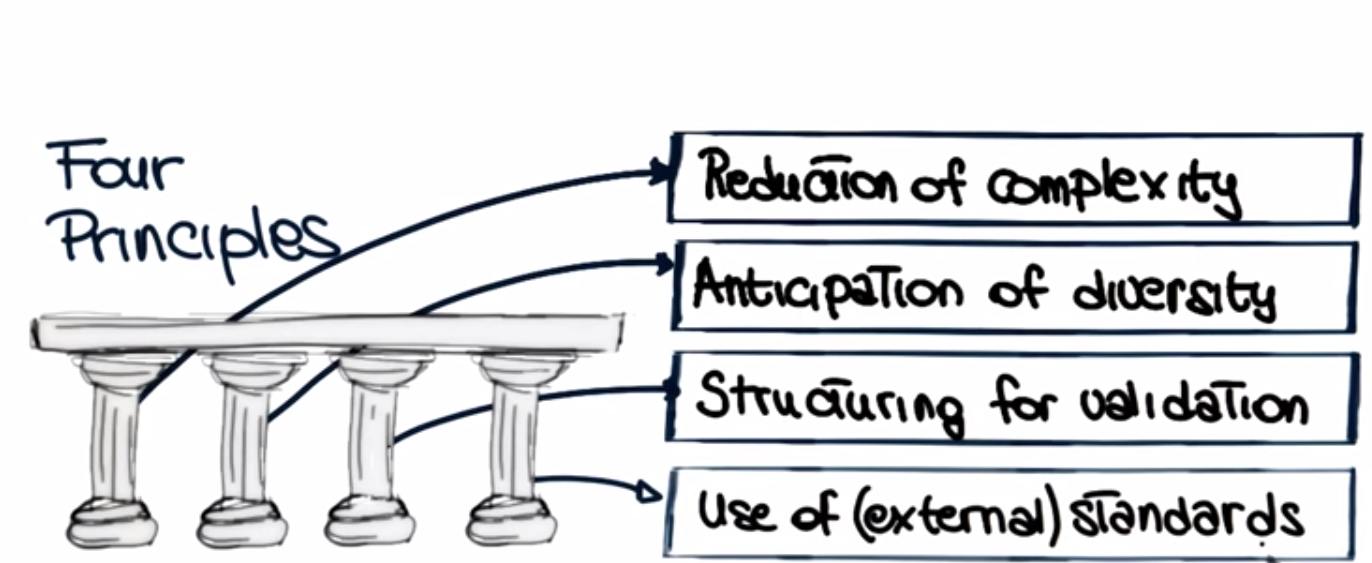 Four
Principles
Reduction of complexity
Anticipation of diversity
Structuring for validation
Use of (external) standards